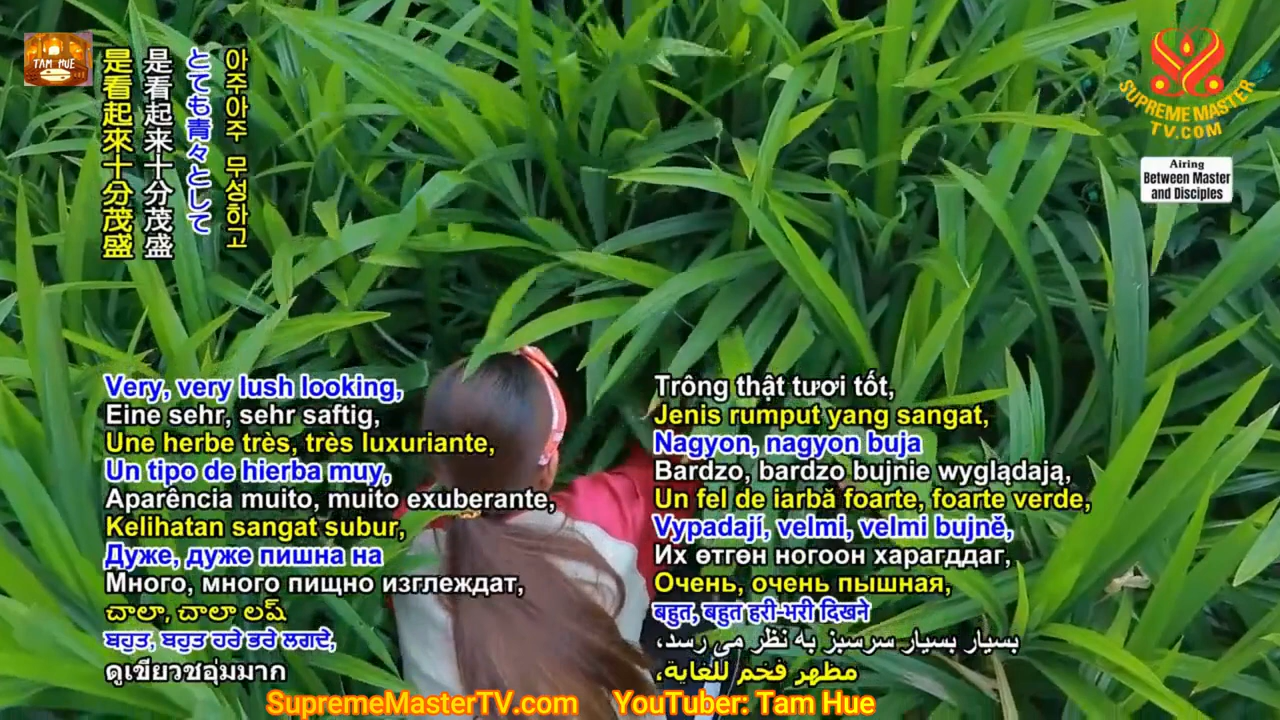 TAM HUE
是看起來十分茂盛
是看起来十分茂盛
とても青々として
아주아주 무성하고
SUPREME MASTER
TV.COM
Airing
Between Master
and Disciples
Very, very lush looking,
Eine sehr, sehr saftig,
Une herbe très, très luxuriante,
Un tipo de hierba muy,
Aparência muito, muito exuberante,
Kelihatan sangat subur,
Дуже, дуже пишна на
Много, много пищно изглеждат,
చాలా, చాలా లష్
ਬਹੁਤ, ਬਹੁਤ ਹਰੇ ਭਰੇ ਲਗਦੇ,
ดูเขียวชอุ่มมาก
Trông thật tươi tốt,
Jenis rumput yang sangat,
Nagyon, nagyon buja
Bardzo, bardzo bujnie wyglądają,
Un fel de iarbă foarte, foarte verde,
Vypadají, velmi, velmi bujně,
Их өтгөн ногоон харагддаг,
Очень, очень пышная,
बहुत, बहुत हरी-भरी दिखने
بسیار بسیار سرسبز به نظر می رسد،
مظهر فخم للغاية،
SupremeMasterTV.com YouTuber: Tam Hue